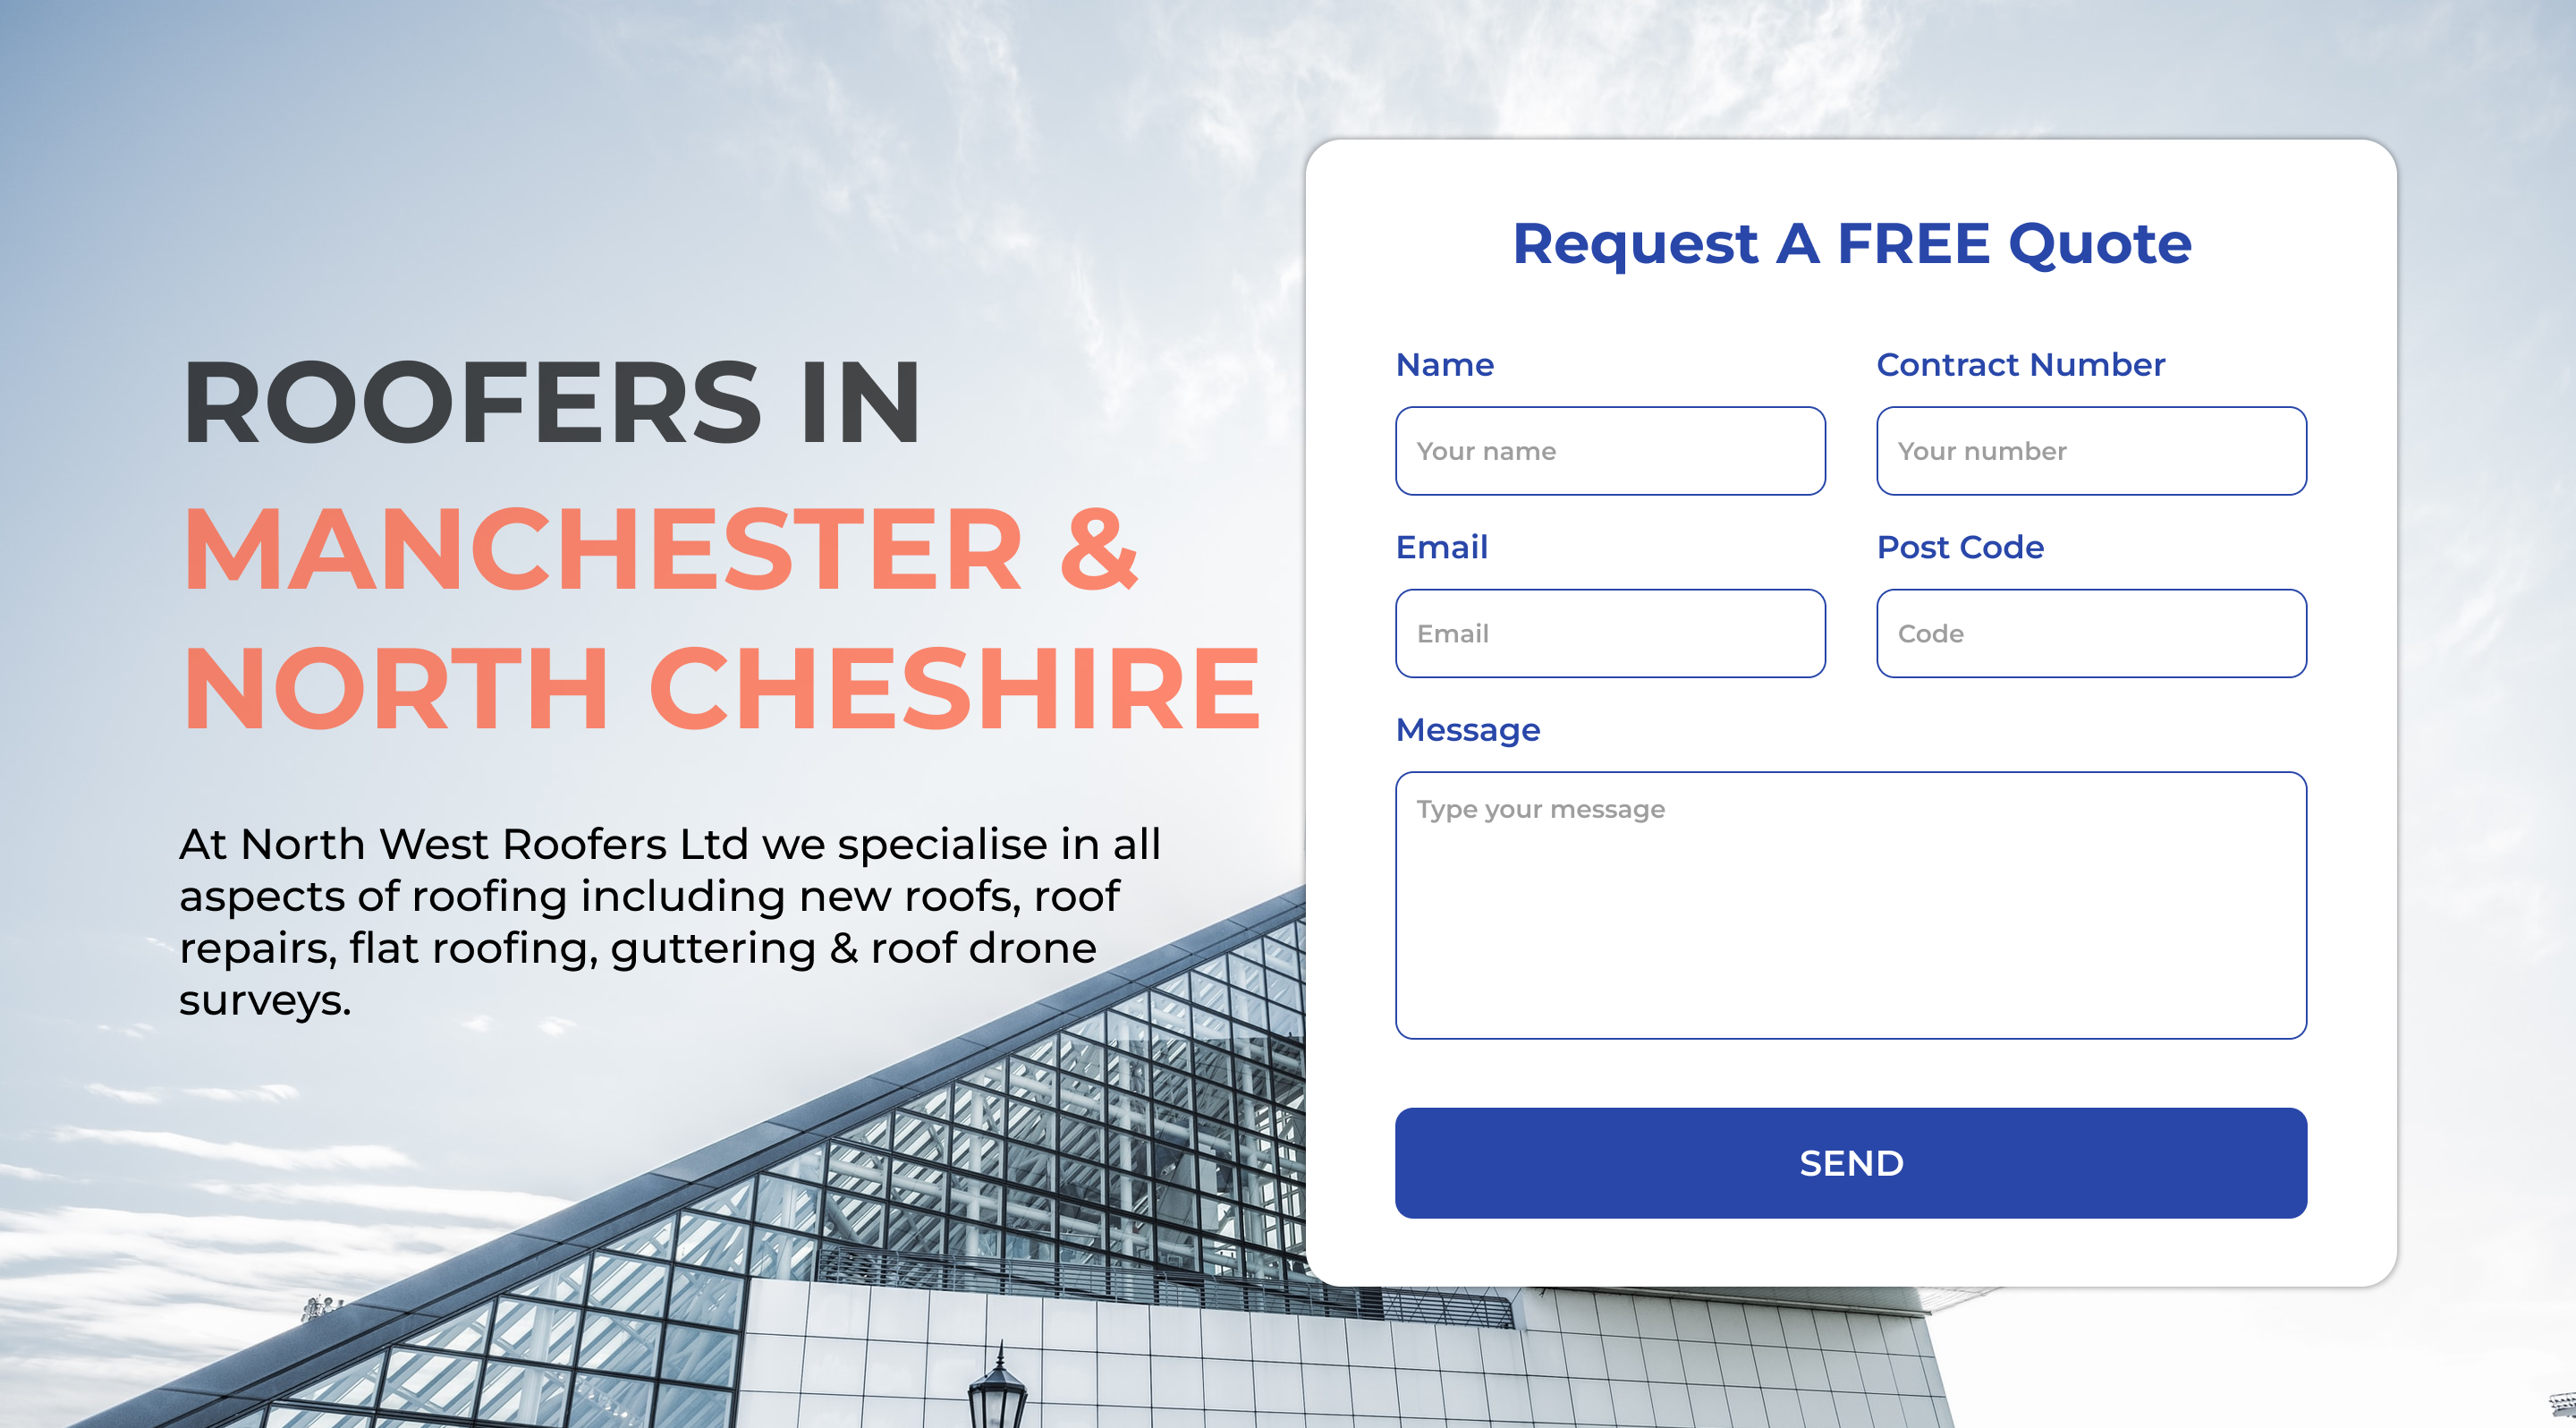 ROOFERS IN
MANCHESTER &
NORTH CHESHIRE
At North West Roofers Ltd we specialise in all
aspects of roofing including new roofs, roof
repairs, flat roofing, guttering & roof drone
surveys.
Request A FREE Quote
Name
Contract Number
Your name
Your number
Email
Post Code
Email
Code
Message
Type your message
SEND